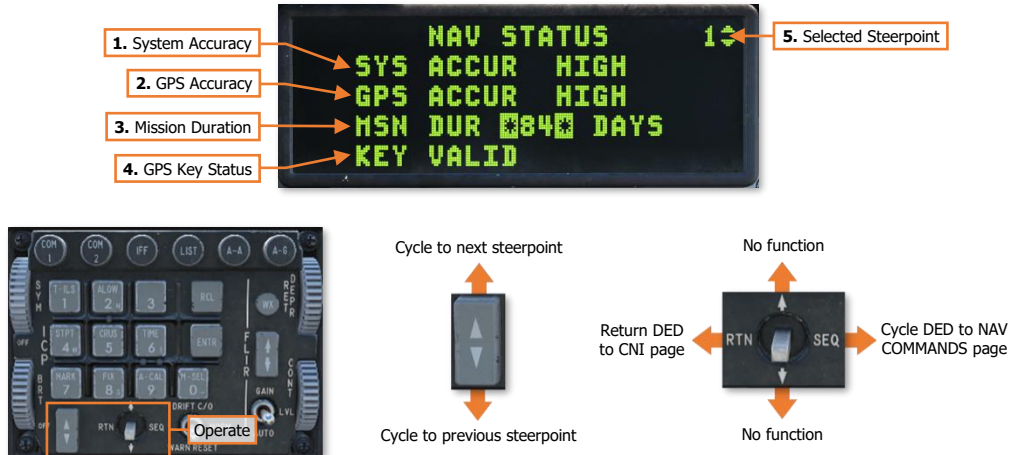 1. System Accuracy
2. GPS Accuracy
3. Mission Duration
4. GPS Key Status
5. Selected Steerpoint
NAV STATUS 1
SYS ACCUR HIGH
GPS ACCUR HIGH
MSN DUR *84* DAYS
KEY VALID
COM 1
COM 2
IFF
LIST
A-A
A-G
SYM
T-ILS 1
ALOW 2 N
3
RCL
WX
RET DEPR
OFF
ICP
STPT 4 W
CRUS 5
TIME 6
ENTR
FLIR
BRT
MARK 7
FIX 8 S
A-CAL 9
M-SEL 0
CONT
GAIN
LVL
AUTO
OFF
RTN
SEQ
DRIFT C/O
WARN RESET
Operate
Cycle to next steerpoint
Cycle to previous steerpoint
No function
Return DED
to CNI page
RTN
SEQ
Cycle DED to NAV
COMMANDS page
No function